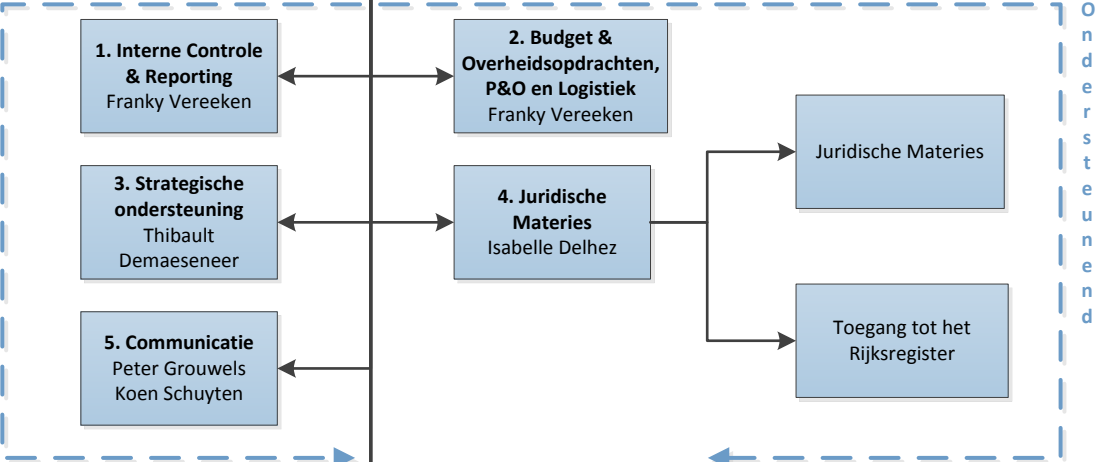 1. Interne Controle
& Reporting
Franky Vereeken
2. Budget &
Overheidsopdrachten,
P&O en Logistiek
Franky Vereeken
3. Strategische
ondersteuning
Thibault
Demaeseneer
4. Juridische
Materies
Isabelle Delhez
Juridische Materies
Toegang tot het
Rijksregister
5. Communicatie
Peter Grouwels
Koen Schuyten
Ondersteunend